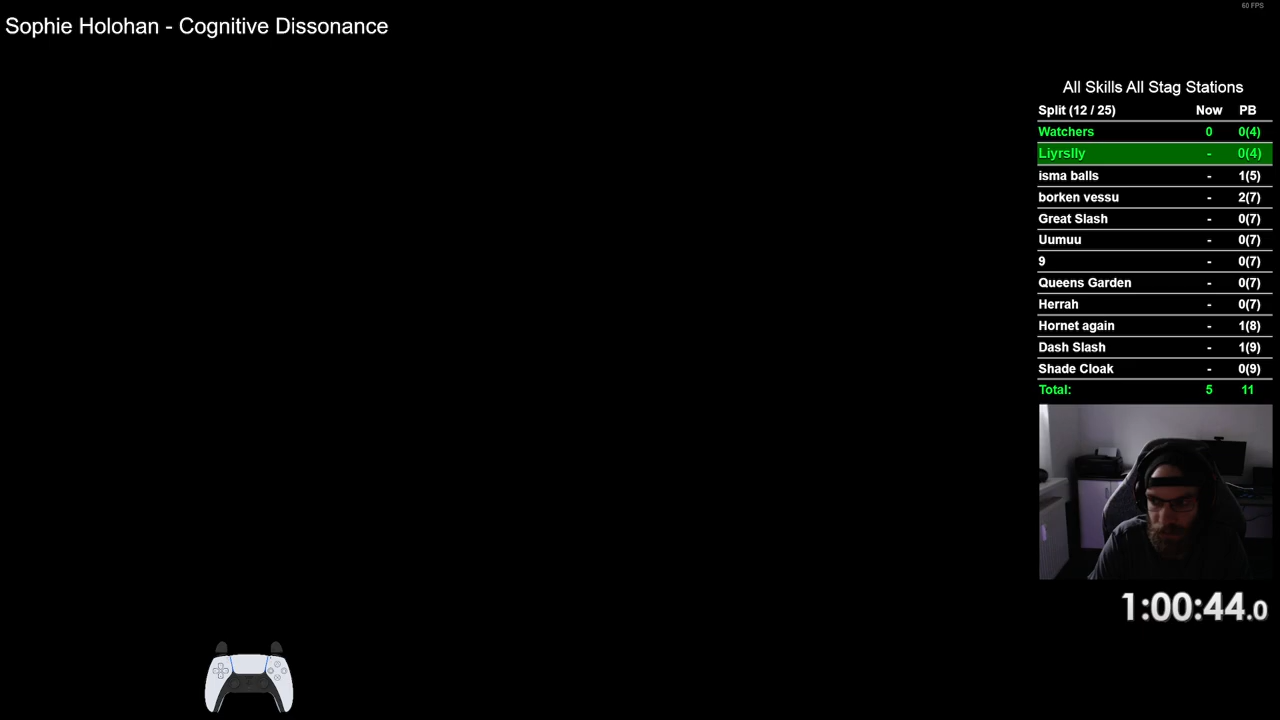 60 FPS
Sophie Holohan - Cognitive Dissonance
All Skills All Stag Stations
Split (12 / 25) Now PB
Watchers 0 0(4)
Liyrslly - 0(4)
isma balls - 1(5)
borken vessu - 2(7)
Great Slash - 0(7)
Uumuu - 0(7)
9 - 0(7)
Queens Garden - 0(7)
Herrah - 0(7)
Hornet again - 1(8)
Dash Slash - 1(9)
Shade Cloak - 0(9)
Total: 5 11
1:00:44.0